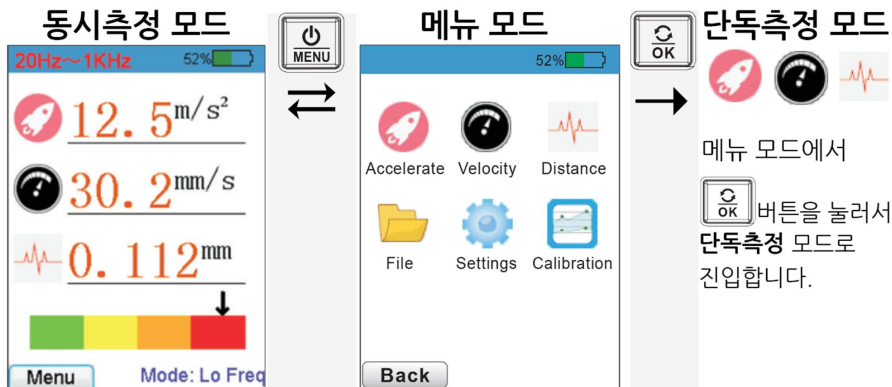 동시측정 모드
20Hz～1KHz 52%
12.5m/s²
30.2mm/s
0.112mm
Menu Mode: Lo Freq
MENU
메뉴 모드
52%
Accelerate Velocity Distance
File Settings Calibration
Back
OK
단독측정 모드
메뉴 모드에서
OK 버튼을 눌러서
단독측정 모드로
진입합니다.